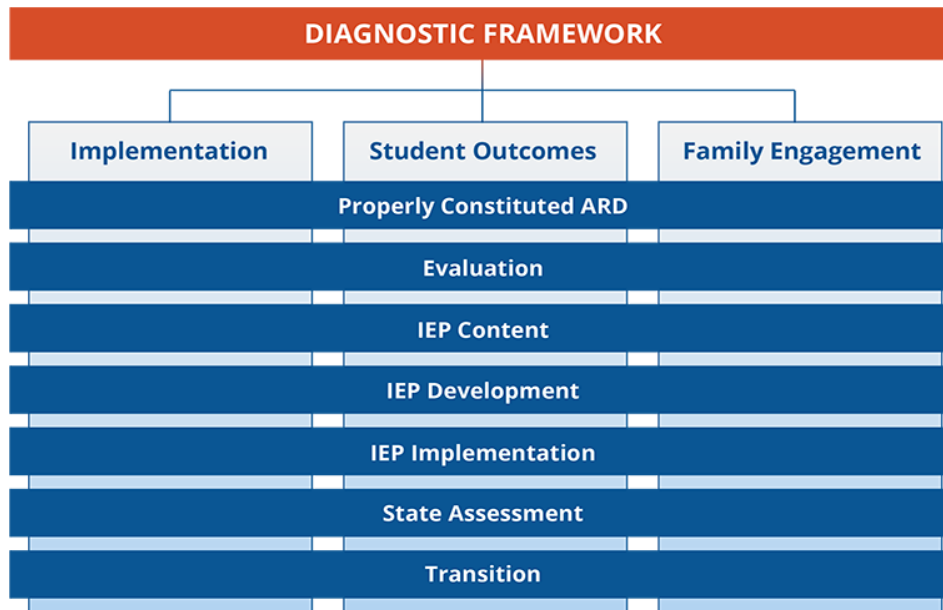 DIAGNOSTIC FRAMEWORK
Implementation
Student Outcomes
Family Engagement
Properly Constituted ARD
Evaluation
IEP Content
IEP Development
IEP Implementation
State Assessment
Transition